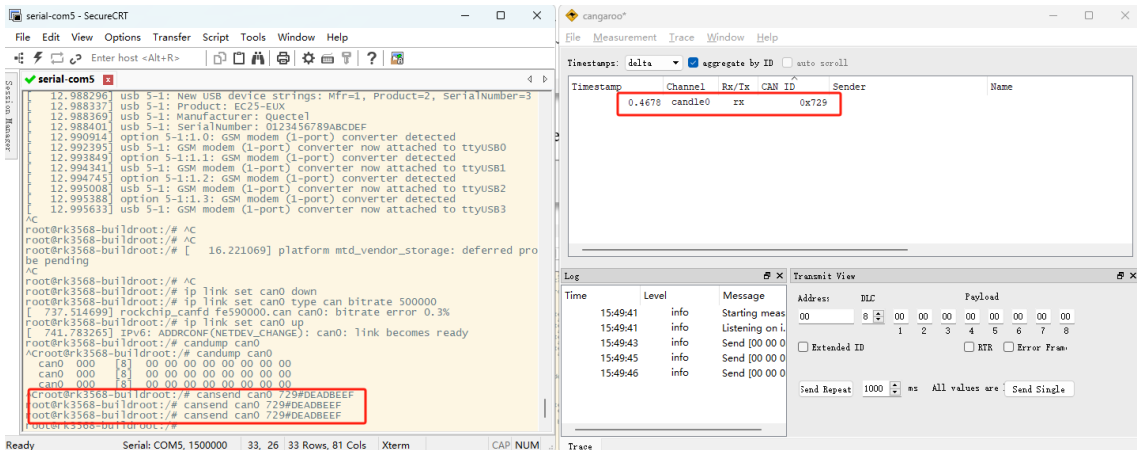 serial-com5 - SecureCRT
File Edit View Options Transfer Script Tools Window Help
Enter host <Alt+R>
Session Manager
serial-com5
[ 12.988296] usb 5-1: New USB device strings: Mfr=1, Product=2, SerialNumber=3
[ 12.988337] usb 5-1: Product: EC25-EUX
[ 12.988369] usb 5-1: Manufacturer: Quectel
[ 12.988401] usb 5-1: SerialNumber: 0123456789ABCDEF
[ 12.990914] option 5-1:1.0: GSM modem (1-port) converter detected
[ 12.992395] usb 5-1: GSM modem (1-port) converter now attached to ttyUSB0
[ 12.993849] option 5-1:1.1: GSM modem (1-port) converter detected
[ 12.994341] usb 5-1: GSM modem (1-port) converter now attached to ttyUSB1
[ 12.994745] option 5-1:1.2: GSM modem (1-port) converter detected
[ 12.995008] usb 5-1: GSM modem (1-port) converter now attached to ttyUSB2
[ 12.995388] option 5-1:1.3: GSM modem (1-port) converter detected
[ 12.995633] usb 5-1: GSM modem (1-port) converter now attached to ttyUSB3
^C
root@rk3568-buildroot:/# ^C
root@rk3568-buildroot:/# ^C
root@rk3568-buildroot:/# [ 16.221069] platform mtd_vendor_storage: deferred pro
be pending
^C
root@rk3568-buildroot:/# ^C
root@rk3568-buildroot:/# ip link set can0 down
root@rk3568-buildroot:/# ip link set can0 type can bitrate 500000
[ 737.514699] rockchip_canfd fe590000.can can0: bitrate error 0.3%
root@rk3568-buildroot:/# ip link set can0 up
[ 741.783265] IPv6: ADDRCONF(NETDEV_CHANGE): can0: link becomes ready
root@rk3568-buildroot:/# candump can0
^Croot@rk3568-buildroot:/# candump can0
can0 000 [8] 00 00 00 00 00 00 00 00
can0 000 [8] 00 00 00 00 00 00 00 00
can0 000 [8] 00 00 00 00 00 00 00 00
^Croot@rk3568-buildroot:/# cansend can0 729#DEADBEEF
root@rk3568-buildroot:/# cansend can0 729#DEADBEEF
root@rk3568-buildroot:/# cansend can0 729#DEADBEEF
root@rk3568-buildroot:/#
Ready Serial: COM5, 1500000 33, 26 33 Rows, 81 Cols Xterm CAP NUM
cangaroo*
File Measurement Trace Window Help
Timestamps: delta aggregate by ID auto scroll
Timestamp Channel Rx/Tx CAN ID Sender Name
0.4678 candle0 rx 0x729
Log
Time Level Message
15:49:41 info Starting meas
15:49:41 info Listening on i.
15:49:43 info Send [00 00 0
15:49:45 info Send [00 00 0
15:49:46 info Send [00 00 0
Transmit View
Address DLC Payload
00 8 00 00 00 00 00 00 00 00
1 2 3 4 5 6 7 8
Extended ID RTR Error Fram
Send Repeat 1000 ms All values are Send Single
Trace